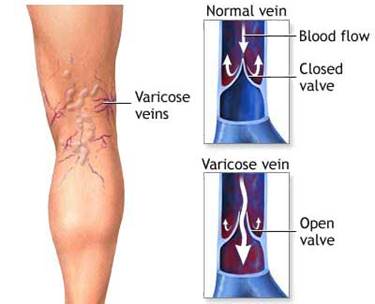 Normal vein
Blood flow
Closed
valve
Varicose
veins
Varicose vein
Open
valve